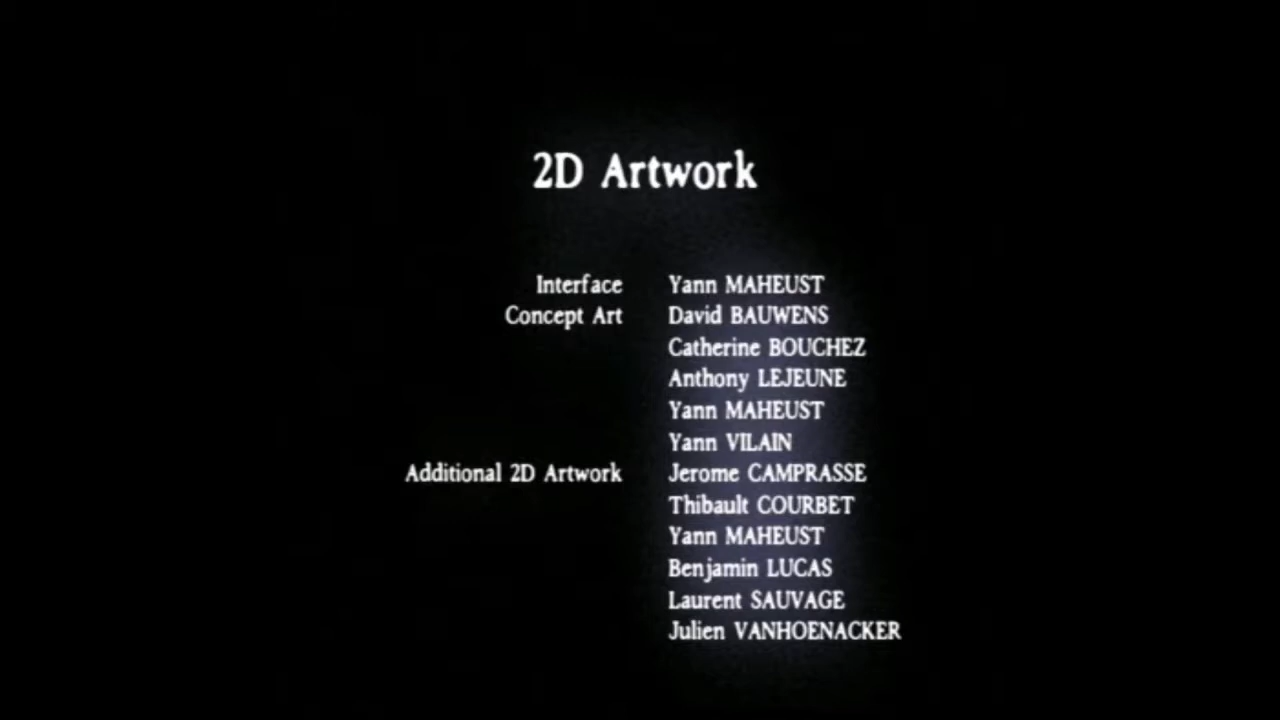 2D Artwork
Interface Yann MAHEUST
Concept Art David BAUWENS
Catherine BOUCHEZ
Anthony LEJEUNE
Yann MAHEUST
Yann VILAIN
Additional 2D Artwork Jerome CAMPRASSE
Thibault COURBET
Yann MAHEUST
Benjamin LUCAS
Laurent SAUVAGE
Julien VANHOENACKER